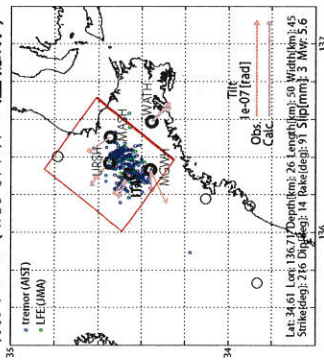 35
• tremor (AIST)
• LFE(JMA)
URSH
MASH
WATH
MGWH
Tilt
1e-07[rad]
Obs.
Calc.
34
136
137
Lat: 34.61 Lon: 136.71 Depth[km]: 26 Length[km]: 50 Width[km]: 45
Strike[deg]: 216 Dip[deg]: 14 Rake[deg]: 91 Slip[mm]: 3 Mw: 5.6